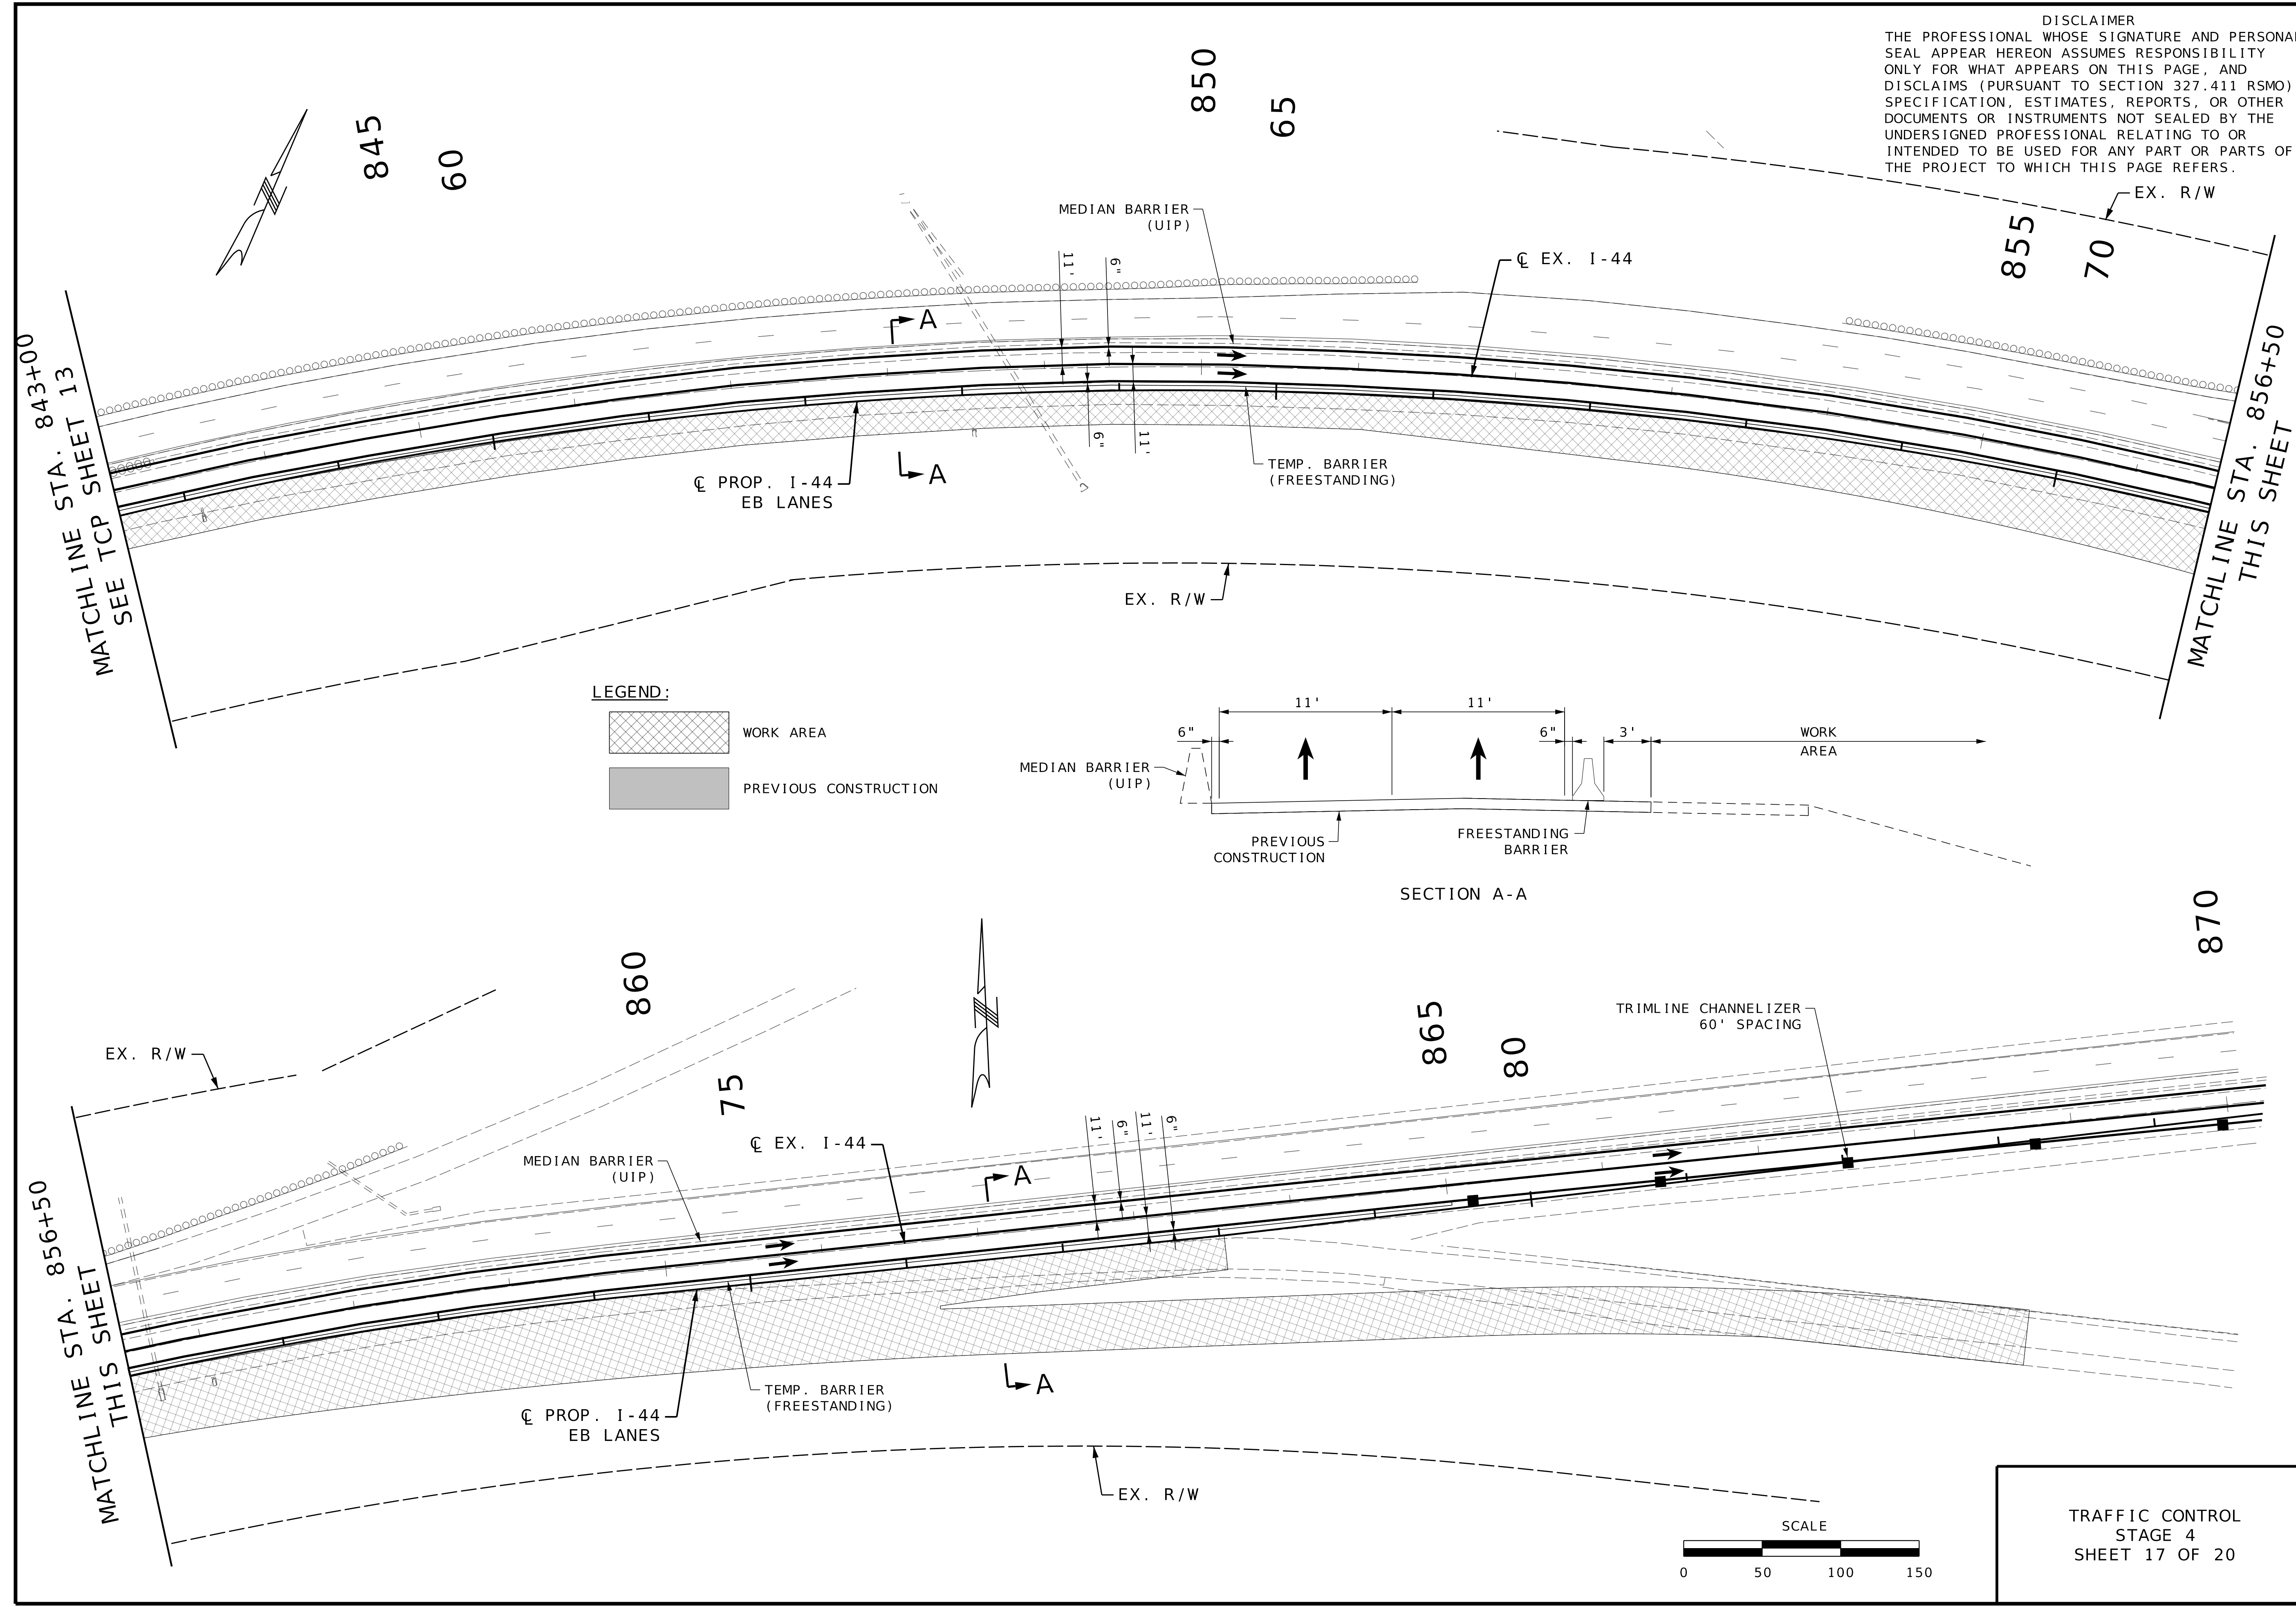 DISCLAIMER
THE PROFESSIONAL WHOSE SIGNATURE AND PERSONAL
SEAL APPEAR HEREON ASSUMES RESPONSIBILITY
ONLY FOR WHAT APPEARS ON THIS PAGE, AND
DISCLAIMS (PURSUANT TO SECTION 327.411 RSMO)
SPECIFICATION, ESTIMATES, REPORTS, OR OTHER
DOCUMENTS OR INSTRUMENTS NOT SEALED BY THE
UNDERSIGNED PROFESSIONAL RELATING TO OR
INTENDED TO BE USED FOR ANY PART OR PARTS OF
THE PROJECT TO WHICH THIS PAGE REFERS.
845
60
850
65
855
70
EX. R/W
N
MEDIAN BARRIER
(UIP)
℄ EX. I-44
11'
6"
A
A
6"
11'
℄ PROP. I-44
EB LANES
TEMP. BARRIER
(FREESTANDING)
EX. R/W
MATCHLINE STA. 843+00
SEE TCP SHEET 13
MATCHLINE STA. 856+50
THIS SHEET
LEGEND:
WORK AREA
PREVIOUS CONSTRUCTION
11'
11'
6"
6"
3'
WORK
AREA
MEDIAN BARRIER
(UIP)
PREVIOUS
CONSTRUCTION
FREESTANDING
BARRIER
SECTION A-A
860
75
865
80
870
N
EX. R/W
MEDIAN BARRIER
(UIP)
℄ EX. I-44
A
11'
6"
11'
6"
TRIMLINE CHANNELIZER
60' SPACING
A
TEMP. BARRIER
(FREESTANDING)
℄ PROP. I-44
EB LANES
EX. R/W
MATCHLINE STA. 856+50
THIS SHEET
SCALE
0 50 100 150
TRAFFIC CONTROL
STAGE 4
SHEET 17 OF 20